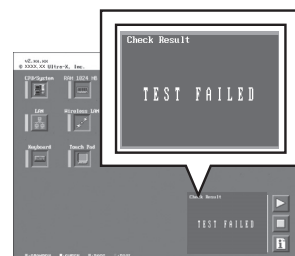 Check Result
TEST FAILED
VZ.xx.xx
© XXXX.XX Ultra-X, Inc.
CPU/System
RAM 1024 MB
LAN
Wireless LAN
Keyboard
Touch Pad
Check Result
TEST FAILED